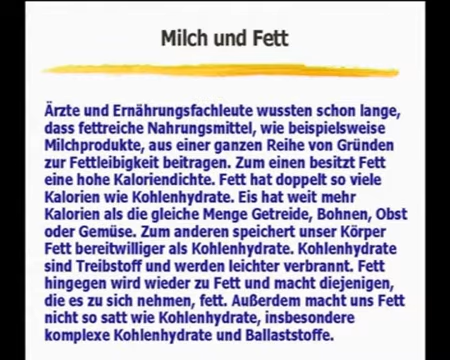 Milch und Fett
Ärzte und Ernährungsfachleute wussten schon lange,
dass fettreiche Nahrungsmittel, wie beispielsweise
Milchprodukte, aus einer ganzen Reihe von Gründen
zur Fettleibigkeit beitragen. Zum einen besitzt Fett
eine hohe Kaloriendichte. Fett hat doppelt so viele
Kalorien wie Kohlenhydrate. Eis hat weit mehr
Kalorien als die gleiche Menge Getreide, Bohnen, Obst
oder Gemüse. Zum anderen speichert unser Körper
Fett bereitwilliger als Kohlenhydrate. Kohlenhydrate
sind Treibstoff und werden leichter verbrannt. Fett
hingegen wird wieder zu Fett und macht diejenigen,
die es zu sich nehmen, fett. Außerdem macht uns Fett
nicht so satt wie Kohlenhydrate, insbesondere
komplexe Kohlenhydrate und Ballaststoffe.